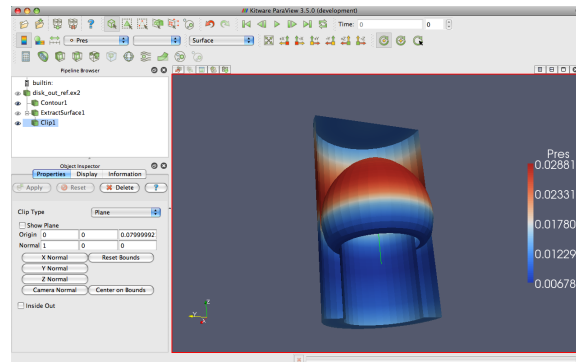 /// Kitware ParaView 3.5.0 (development)
Time: 0 0
Pres Surface
Pipeline Browser
builtin:
disk_out_ref.ex2
Contour1
ExtractSurface1
Clip1
Object Inspector
Properties Display Information
Apply Reset Delete ?
Clip Type Plane
Show Plane
Origin 0 0 0.07999992
Normal 1 0 0
X Normal Reset Bounds
Y Normal
Z Normal
Camera Normal Center on Bounds
Inside Out
Pres
0.02881
0.02331
0.01780
0.01229
0.00678
Z
Y
X